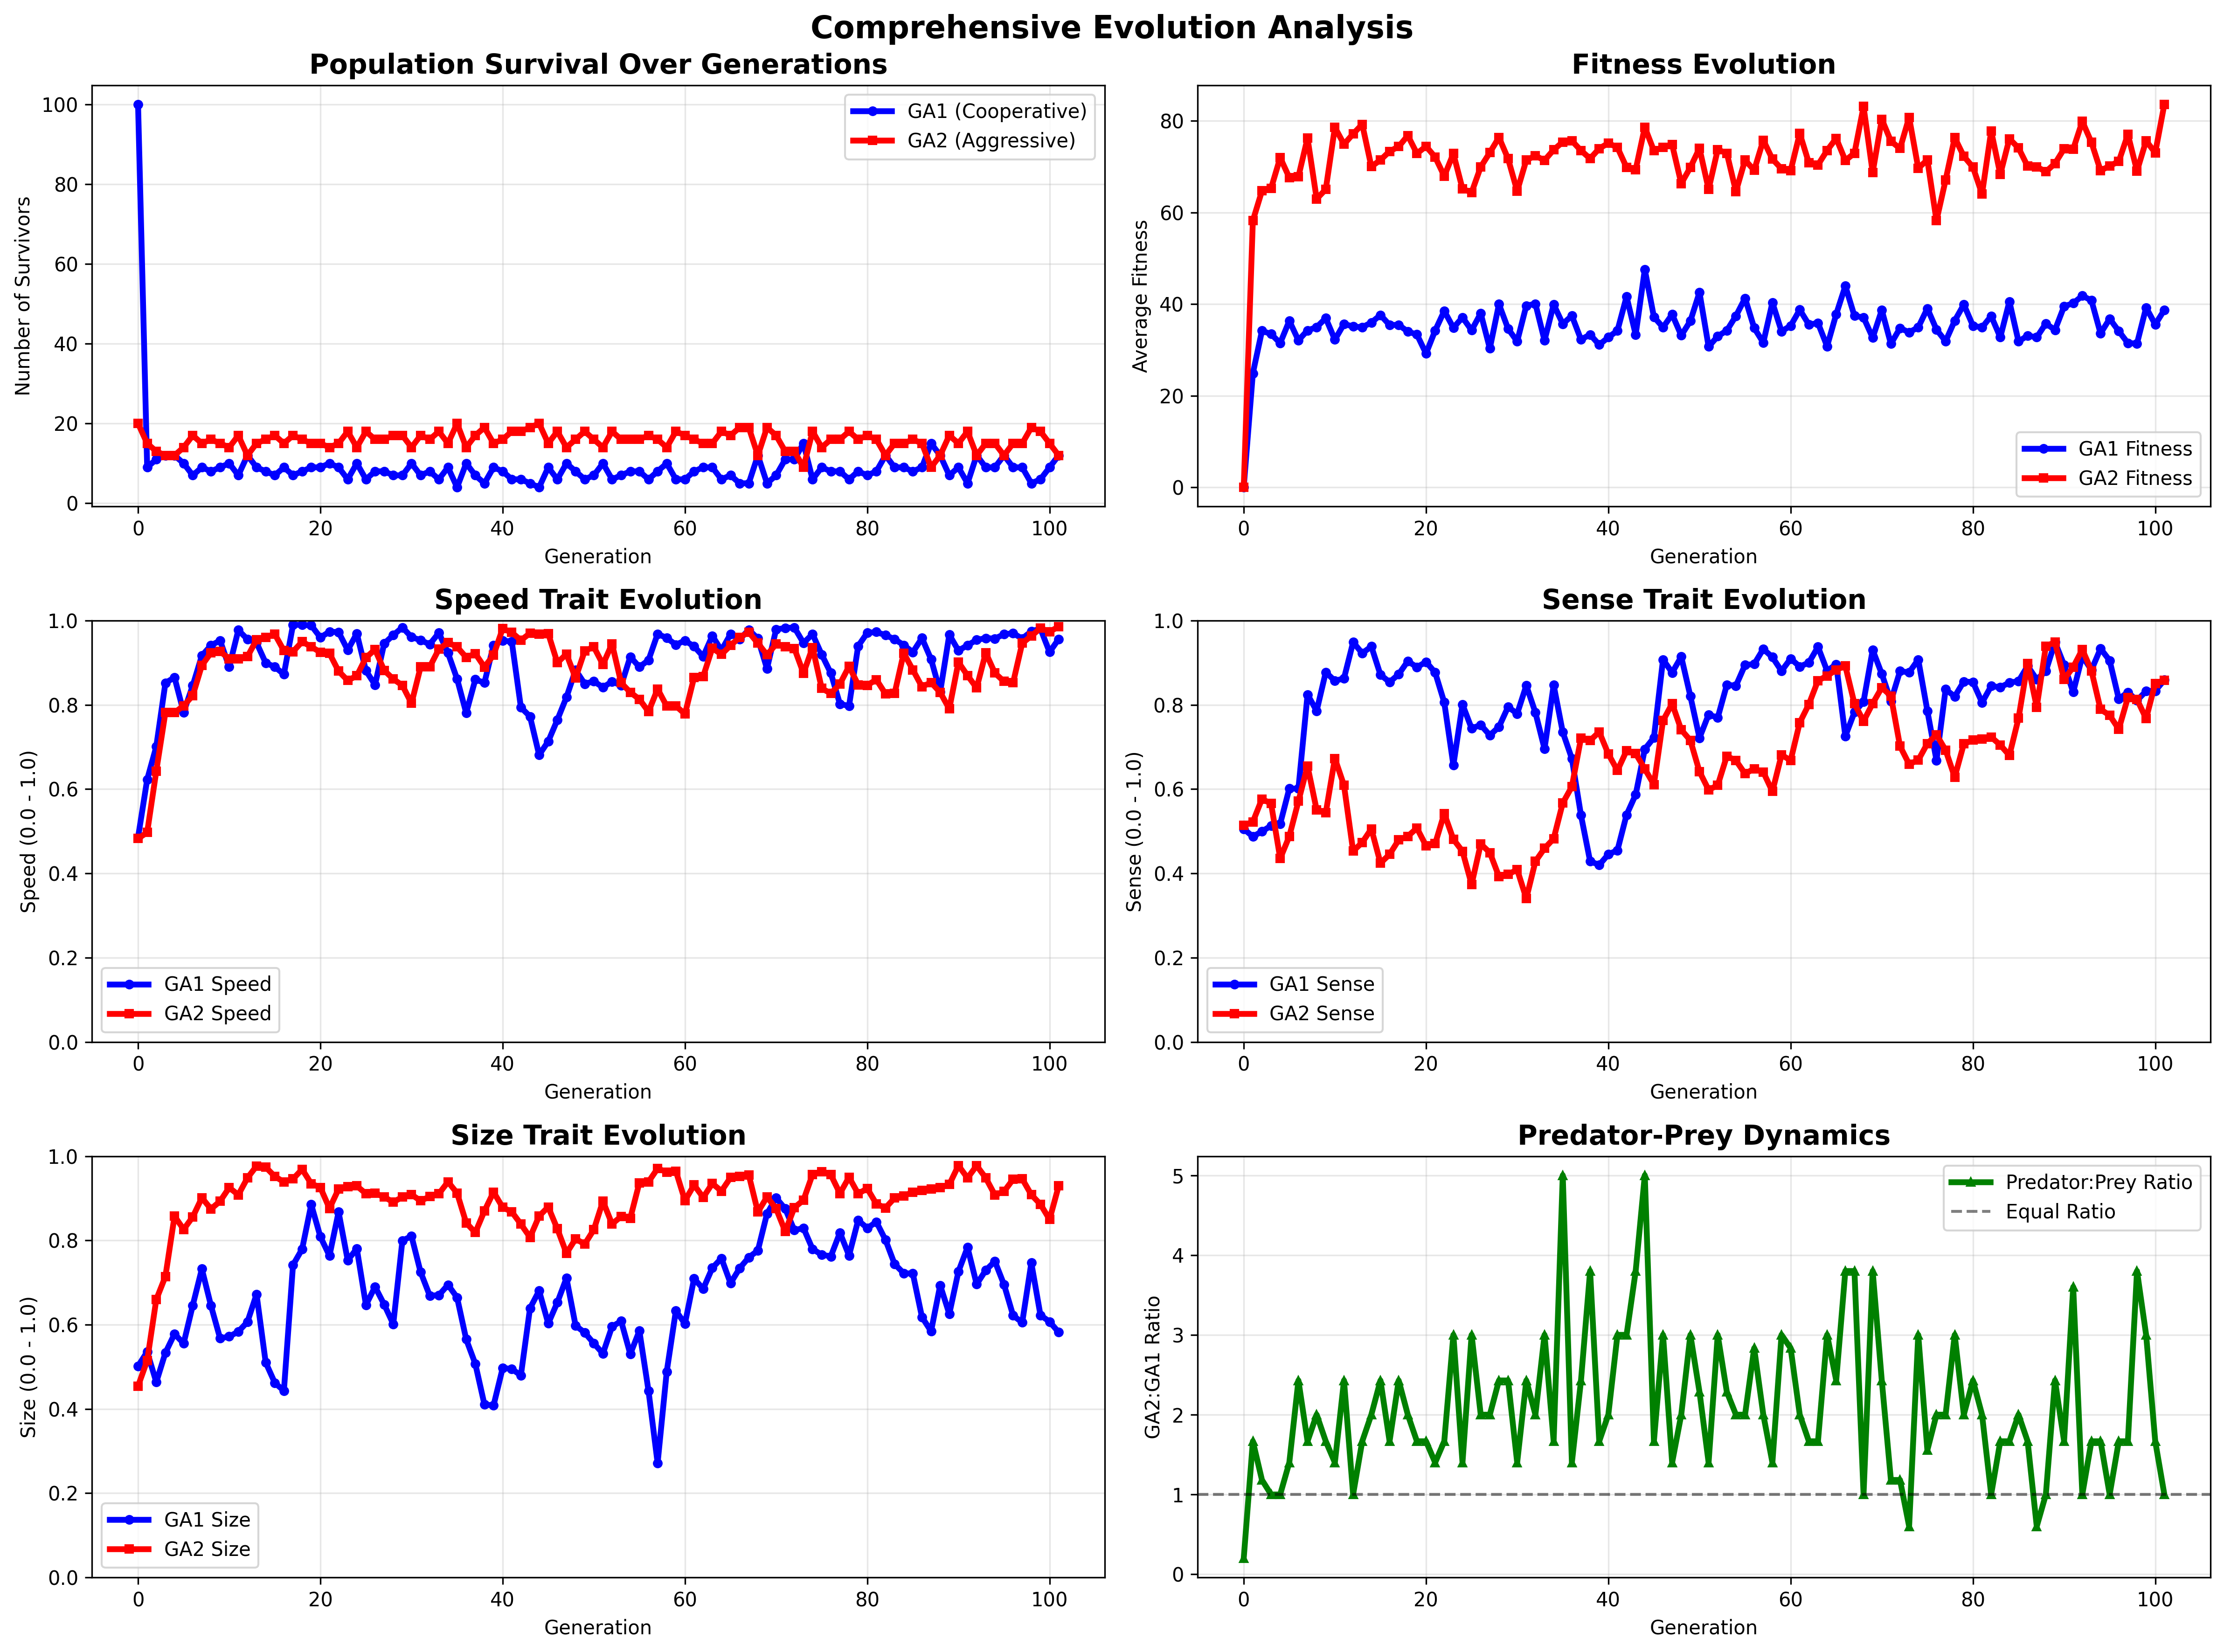 Comprehensive Evolution Analysis
Population Survival Over Generations
100
80
60
40
20
0
Number of Survivors
GA1 (Cooperative)
GA2 (Aggressive)
0 20 40 60 80 100
Generation
Fitness Evolution
80
60
40
20
0
Average Fitness
GA1 Fitness
GA2 Fitness
0 20 40 60 80 100
Generation
Speed Trait Evolution
1.0
0.8
0.6
0.4
0.2
0.0
Speed (0.0 - 1.0)
GA1 Speed
GA2 Speed
0 20 40 60 80 100
Generation
Sense Trait Evolution
1.0
0.8
0.6
0.4
0.2
0.0
Sense (0.0 - 1.0)
GA1 Sense
GA2 Sense
0 20 40 60 80 100
Generation
Size Trait Evolution
1.0
0.8
0.6
0.4
0.2
0.0
Size (0.0 - 1.0)
GA1 Size
GA2 Size
0 20 40 60 80 100
Generation
Predator-Prey Dynamics
5
4
3
2
1
0
GA2:GA1 Ratio
Predator:Prey Ratio
Equal Ratio
0 20 40 60 80 100
Generation